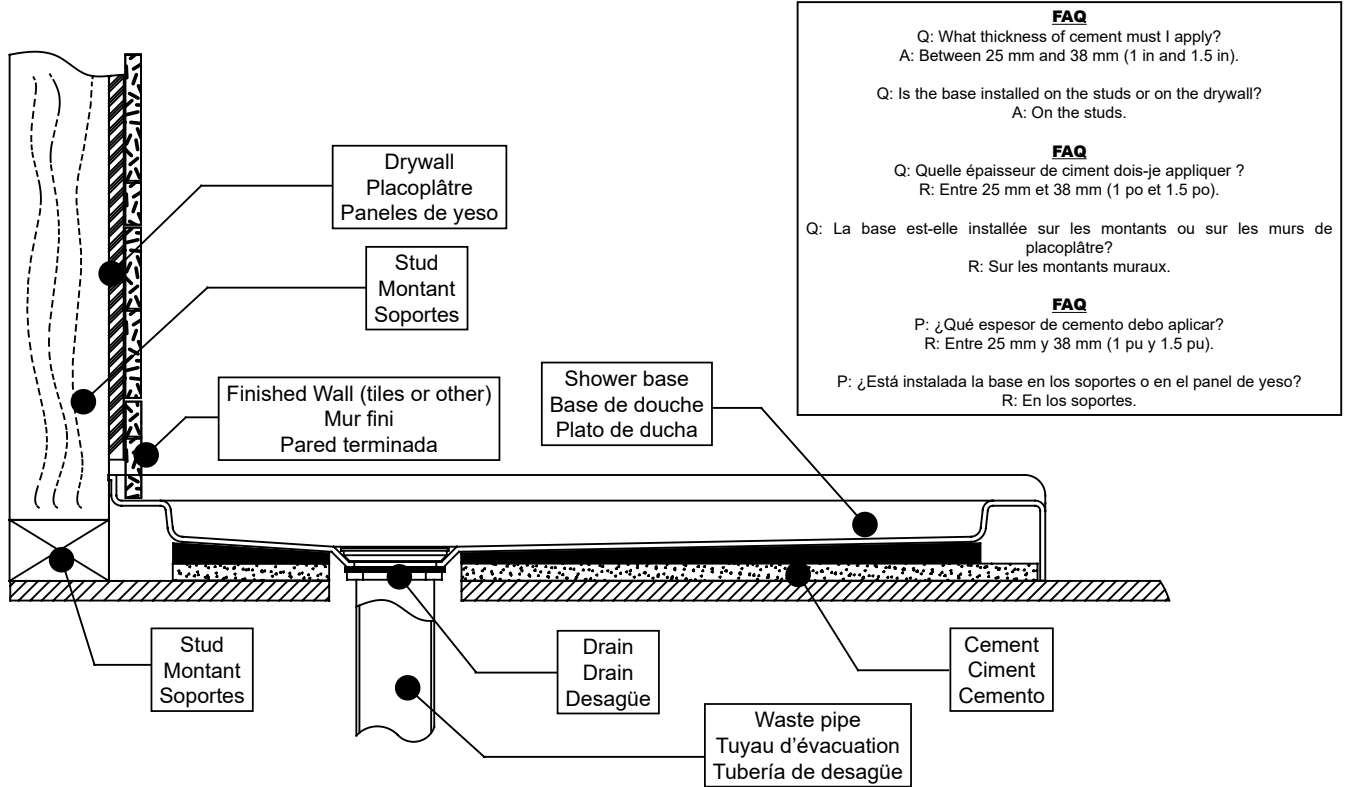 FAQ
Q: What thickness of cement must I apply?
A: Between 25 mm and 38 mm (1 in and 1.5 in).
Q: Is the base installed on the studs or on the drywall?
A: On the studs.
FAQ
Q: Quelle épaisseur de ciment dois-je appliquer ?
R: Entre 25 mm et 38 mm (1 po et 1.5 po).
Q: La base est-elle installée sur les montants ou sur les murs de
placoplâtre?
R: Sur les montants muraux.
FAQ
P: ¿Qué espesor de cemento debo aplicar?
R: Entre 25 mm y 38 mm (1 pu y 1.5 pu).
P: ¿Está instalada la base en los soportes o en el panel de yeso?
R: En los soportes.
Drywall
Placoplâtre
Paneles de yeso
Stud
Montant
Soportes
Finished Wall (tiles or other)
Mur fini
Pared terminada
Shower base
Base de douche
Plato de ducha
Stud
Montant
Soportes
Drain
Drain
Desagüe
Cement
Ciment
Cemento
Waste pipe
Tuyau d’évacuation
Tubería de desagüe